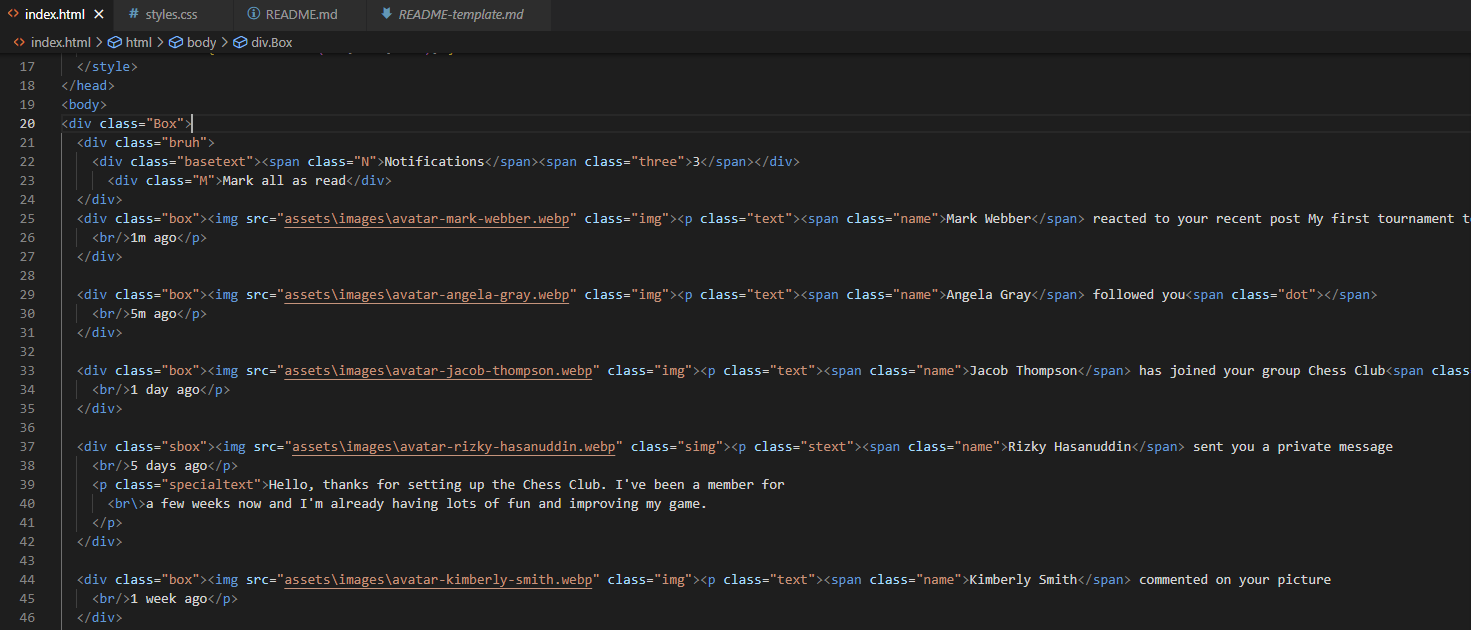 index.html styles.css README.md README-template.md
index.html > html > body > div.Box
17 </style>
18 </head>
19 <body>
20 <div class="Box">
21 <div class="bruh">
22 <div class="basetext"><span class="N">Notifications</span><span class="three">3</span></div>
23 <div class="M">Mark all as read</div>
24 </div>
25 <div class="box"><img src="assets\images\avatar-mark-webber.webp" class="img"><p class="text"><span class="name">Mark Webber</span> reacted to your recent post My first tournament t
26 <br/>1m ago</p>
27 </div>
28
29 <div class="box"><img src="assets\images\avatar-angela-gray.webp" class="img"><p class="text"><span class="name">Angela Gray</span> followed you<span class="dot"></span>
30 <br/>5m ago</p>
31 </div>
32
33 <div class="box"><img src="assets\images\avatar-jacob-thompson.webp" class="img"><p class="text"><span class="name">Jacob Thompson</span> has joined your group Chess Club<span class
34 <br/>1 day ago</p>
35 </div>
36
37 <div class="sbox"><img src="assets\images\avatar-rizky-hasanuddin.webp" class="simg"><p class="stext"><span class="name">Rizky Hasanuddin</span> sent you a private message
38 <br/>5 days ago</p>
39 <p class="specialtext">Hello, thanks for setting up the Chess Club. I've been a member for
40 <br\>a few weeks now and I'm already having lots of fun and improving my game.
41 </p>
42 </div>
43
44 <div class="box"><img src="assets\images\avatar-kimberly-smith.webp" class="img"><p class="text"><span class="name">Kimberly Smith</span> commented on your picture
45 <br/>1 week ago</p>
46 </div>